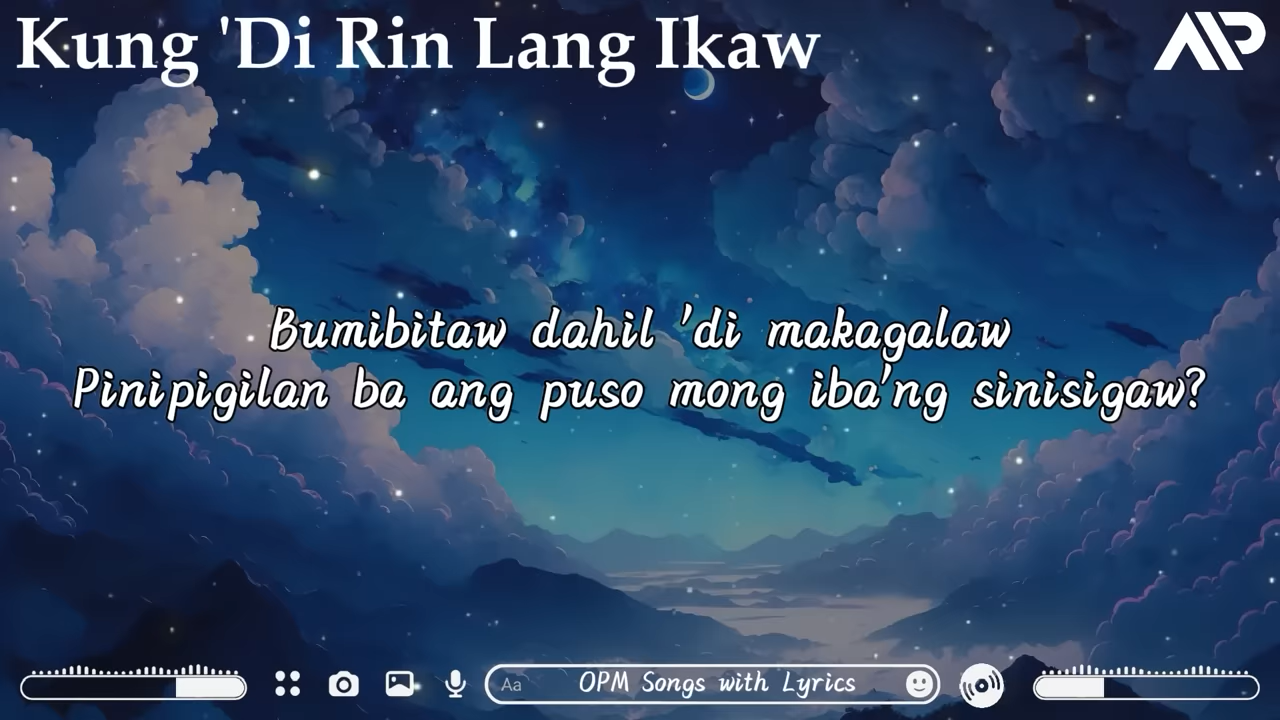 Kung 'Di Rin Lang Ikaw
AIP
Bumibitaw dahil 'di makagalaw
Pinipigilan ba ang puso mong iba'ng sinisigaw?
Aa OPM Songs with Lyrics